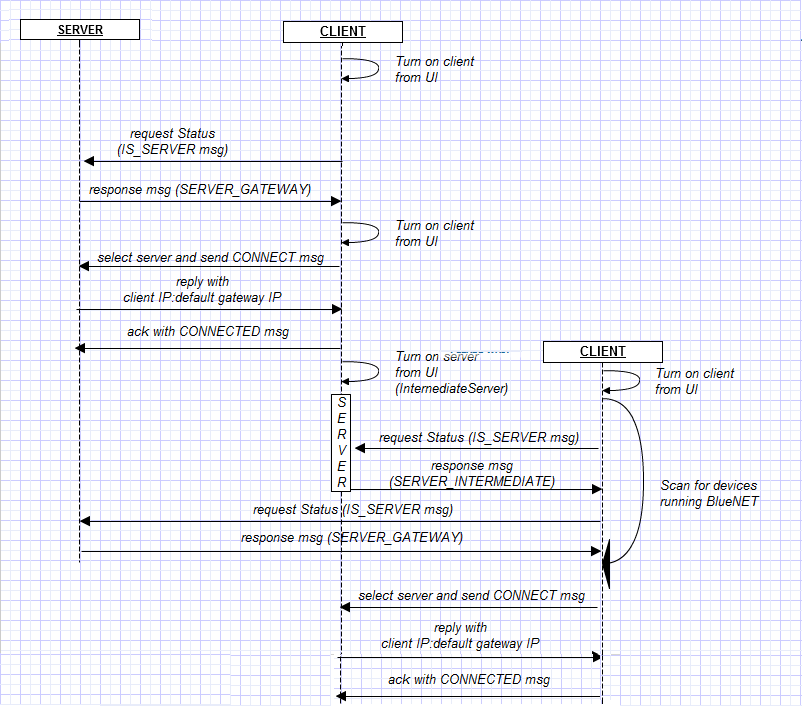 SERVER
CLIENT
Turn on client
from UI
request Status
(IS_SERVER msg)
response msg (SERVER_GATEWAY)
Turn on client
from UI
select server and send CONNECT msg
reply with
client IP:default gateway IP
ack with CONNECTED msg
Turn on server
from UI
(InternediateServer)
CLIENT
Turn on client
from UI
S
E
R
V
E
R
request Status (IS_SERVER msg)
response msg
(SERVER_INTERMEDIATE)
Scan for devices
running BlueNET
request Status (IS_SERVER msg)
response msg (SERVER_GATEWAY)
select server and send CONNECT msg
reply with
client IP:default gateway IP
ack with CONNECTED msg